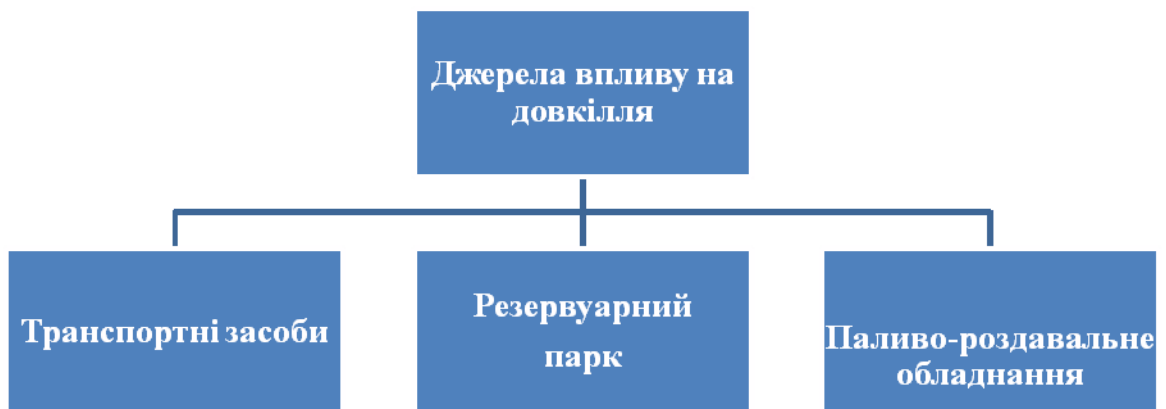 Джерела впливу на
довкілля
Транспортні засоби
Резервуарний
парк
Паливо-роздавальне
обладнання